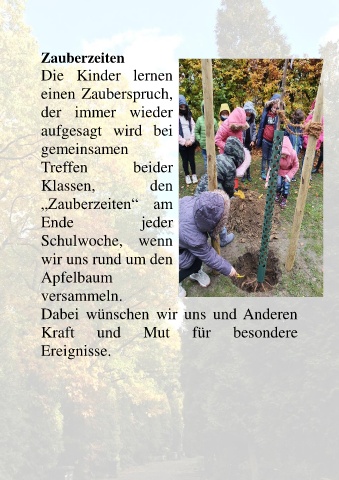 Zauberzeiten
Die Kinder lernen
einen Zauberspruch,
der immer wieder
aufgesagt wird bei
gemeinsamen
Treffen beider
Klassen, den
„Zauberzeiten“ am
Ende jeder
Schulwoche, wenn
wir uns rund um den
Apfelbaum
versammeln.
Dabei wünschen wir uns und Anderen
Kraft und Mut für besondere
Ereignisse.